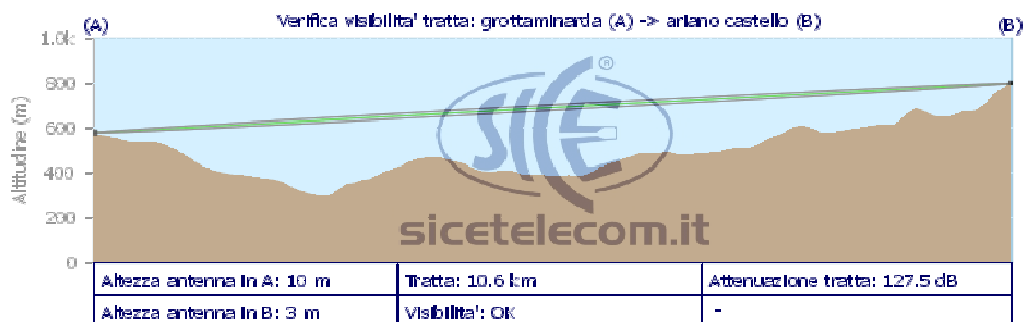 Verifica visibilita' tratta: grottaminarda (A) -> ariano castello (B)
(A)
(B)
1.0k
800
600
400
200
0
Altitudine (m)
SICE
®
sicetelecom.it
Altezza antenna in A: 10 m
Tratta: 10.6 km
Attenuazione tratta: 127.5 dB
Altezza antenna in B: 3 m
Visibilita': OK
-